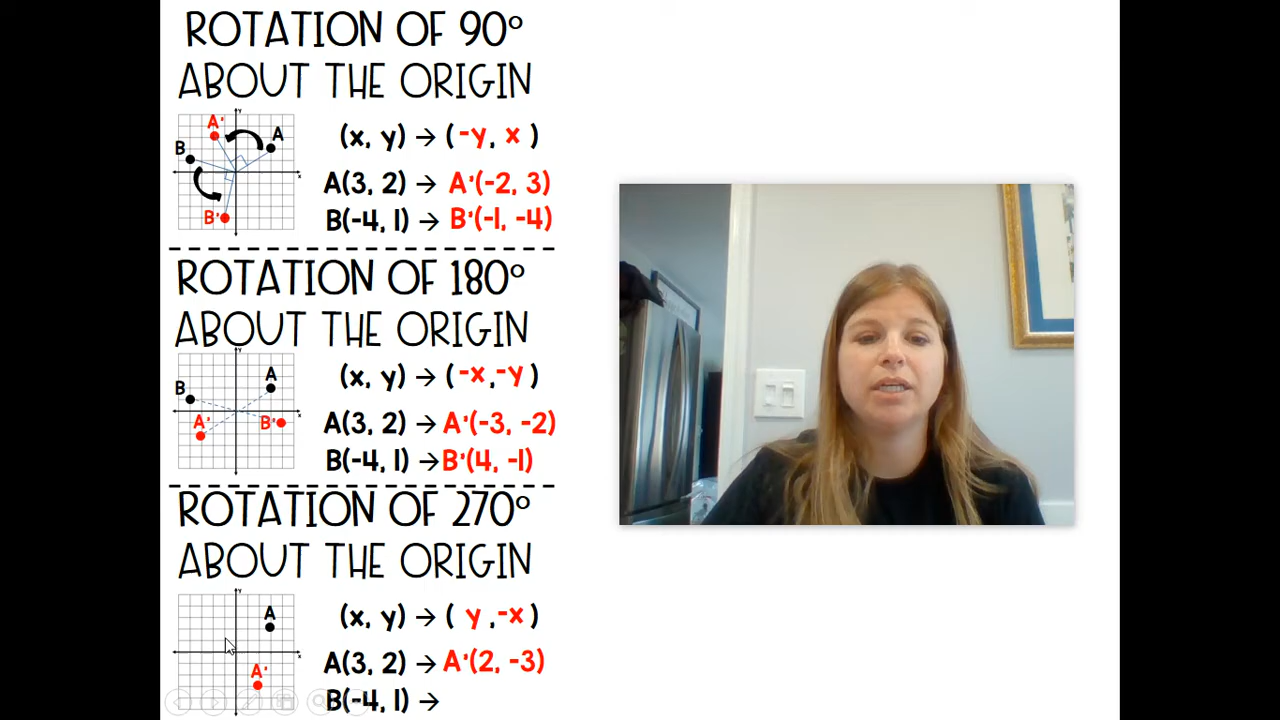 ROTATION OF 90°
ABOUT THE ORIGIN
y
A'
A
B
x
B'
(x, y) → ( -y, x )
A(3, 2) → A'(-2, 3)
B(-4, 1) → B'(-1, -4)
ROTATION OF 180°
ABOUT THE ORIGIN
y
A
B
x
A'
B'
(x, y) → ( -x ,-y )
A(3, 2) → A'(-3, -2)
B(-4, 1) → B'(4, -1)
ROTATION OF 270°
ABOUT THE ORIGIN
y
A
x
A'
(x, y) → ( y ,-x )
A(3, 2) → A'(2, -3)
B(-4, 1) →